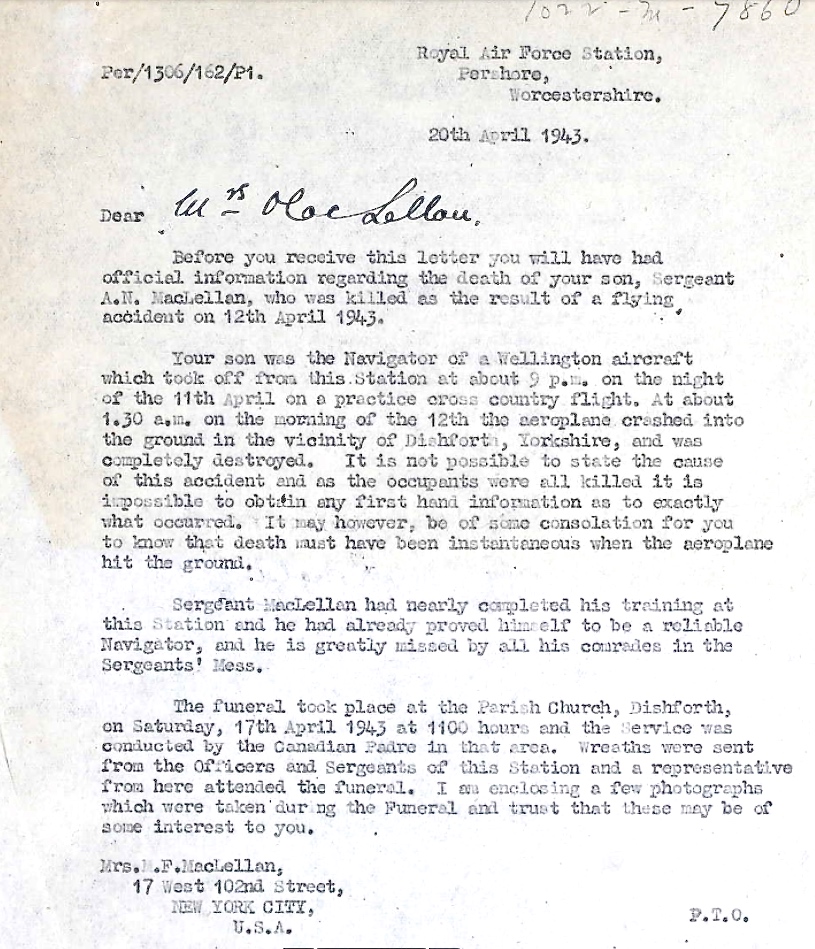 1022-M-7860
Royal Air Force Station,
Per/1306/162/P1.
Pershore,
Worcestershire.
20th April 1943.
Dear Mrs MacLellan,
Before you receive this letter you will have had
official information regarding the death of your son, Sergeant
A.N. MacLellan, who was killed as the result of a flying
accident on 12th April 1943.
Your son was the Navigator of a Wellington aircraft
which took off from this Station at about 9 p.m. on the night
of the 11th April on a practice cross country flight. At about
1.30 a.m. on the morning of the 12th the aeroplane crashed into
the ground in the vicinity of Dishforth, Yorkshire, and was
completely destroyed. It is not possible to state the cause
of this accident and as the occupants were all killed it is
impossible to obtain any first hand information as to exactly
what occurred. It may however, be of some consolation for you
to know that death must have been instantaneous when the aeroplane
hit the ground.
Sergeant MacLellan had nearly completed his training at
this Station and he had already proved himself to be a reliable
Navigator, and he is greatly missed by all his comrades in the
Sergeants' Mess.
The funeral took place at the Parish Church, Dishforth,
on Saturday, 17th April 1943 at 1100 hours and the Service was
conducted by the Canadian Padre in that area. Wreaths were sent
from the Officers and Sergeants of this Station and a representative
from here attended the funeral. I am enclosing a few photographs
which were taken during the Funeral and trust that these may be of
some interest to you.
Mrs. F.MacLellan,
17 West 102nd Street,
NEW YORK CITY,
U.S.A.
P.T.O.